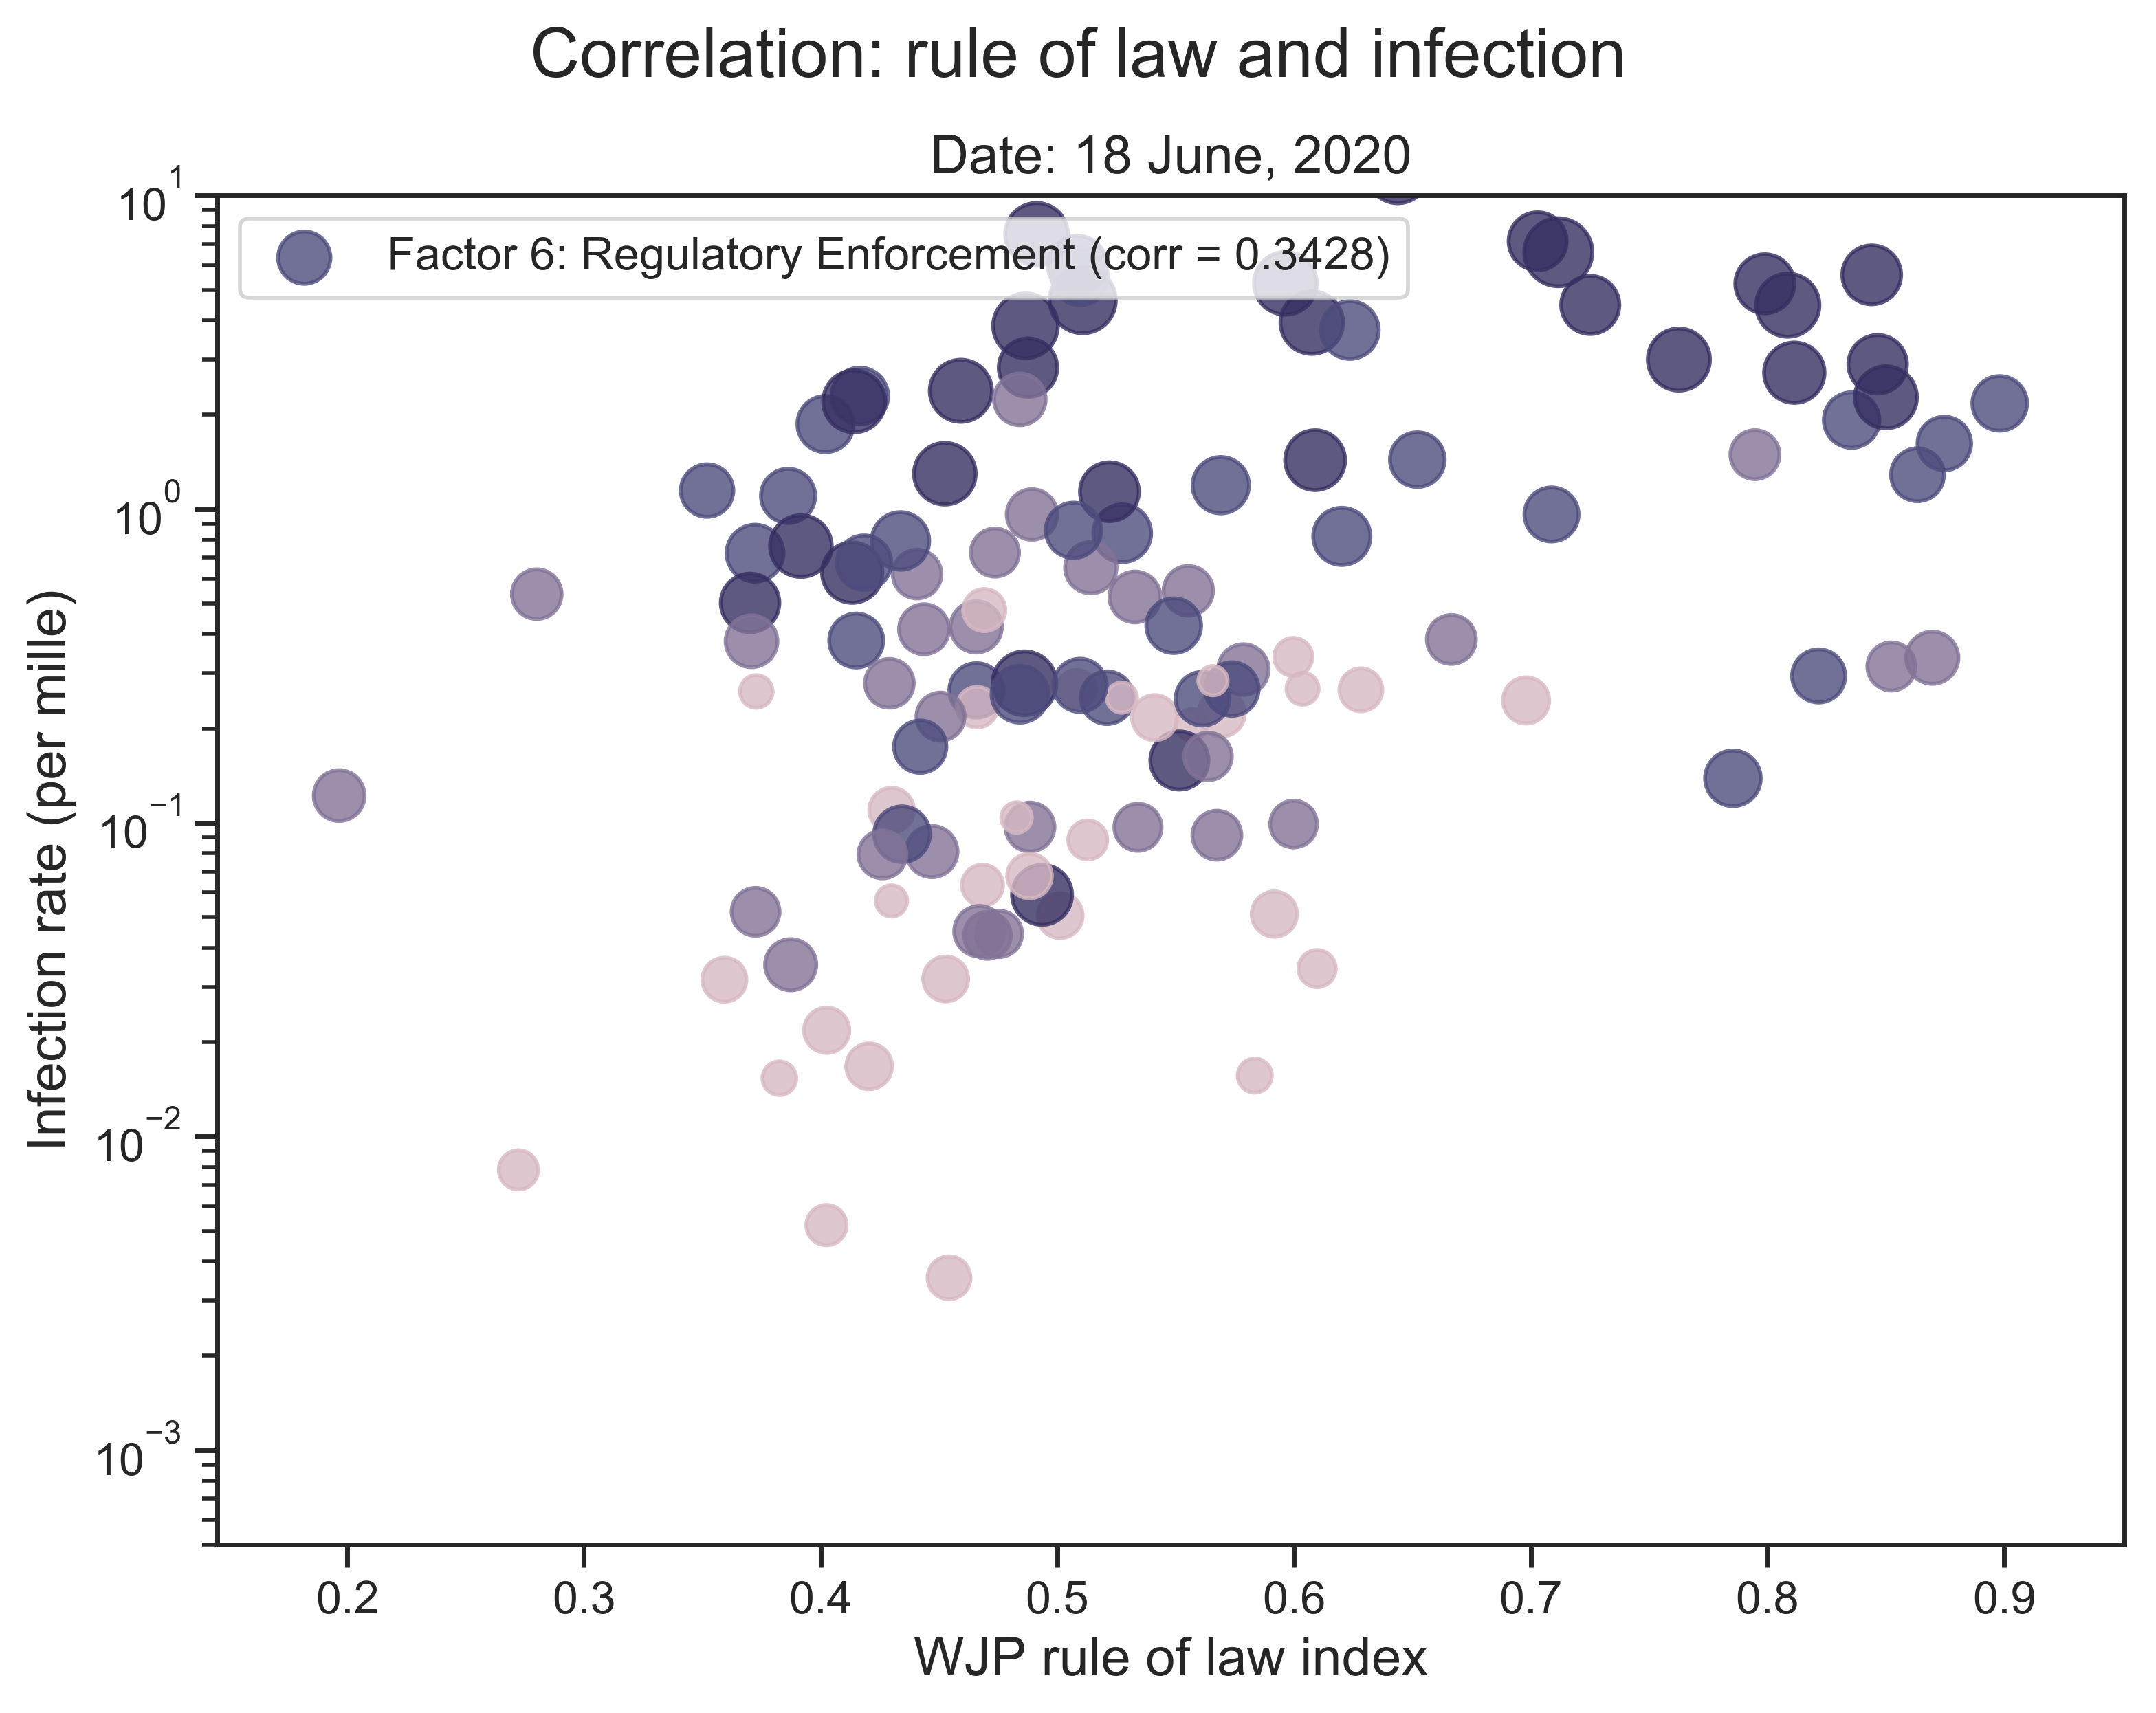 Correlation: rule of law and infection
Date: 18 June, 2020
Factor 6: Regulatory Enforcement (corr = 0.3428)
Infection rate (per mille)
10^1
10^0
10^−1
10^−2
10^−3
0.2 0.3 0.4 0.5 0.6 0.7 0.8 0.9
WJP rule of law index